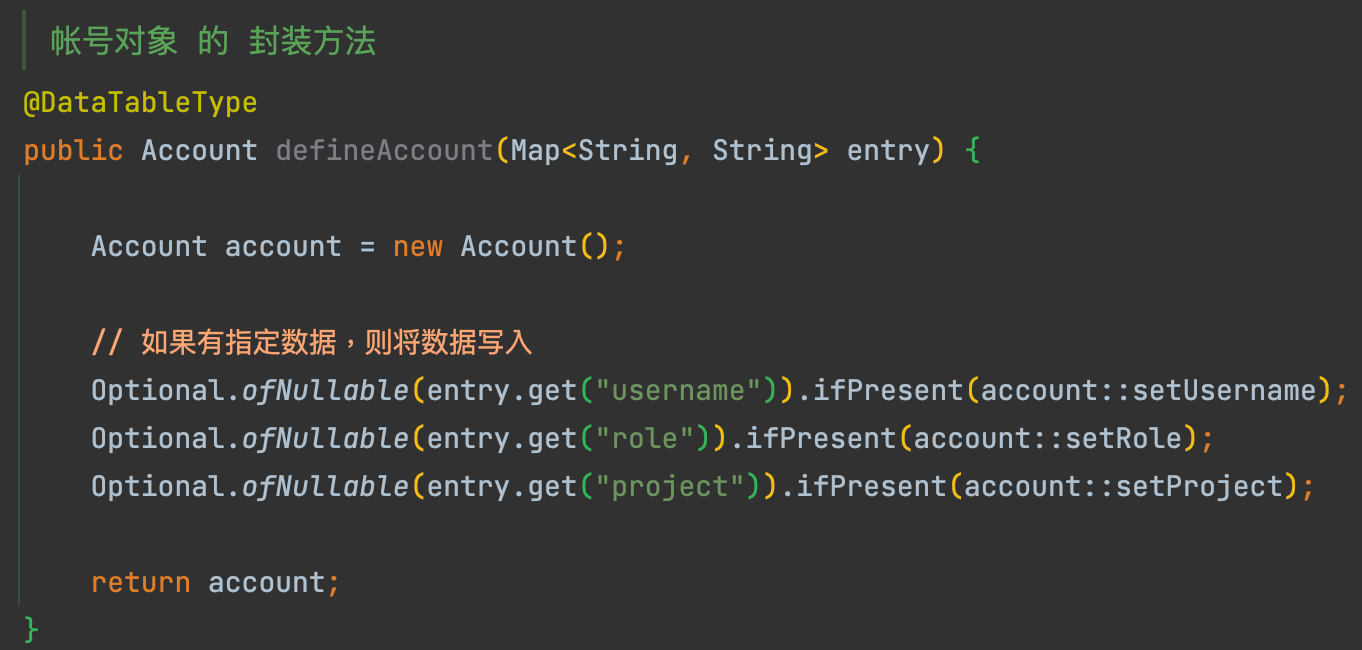 帐号对象 的 封装方法
@DataTableType
public Account defineAccount(Map<String, String> entry) {
Account account = new Account();
// 如果有指定数据，则将数据写入
Optional.ofNullable(entry.get("username")).ifPresent(account::setUsername);
Optional.ofNullable(entry.get("role")).ifPresent(account::setRole);
Optional.ofNullable(entry.get("project")).ifPresent(account::setProject);
return account;
}